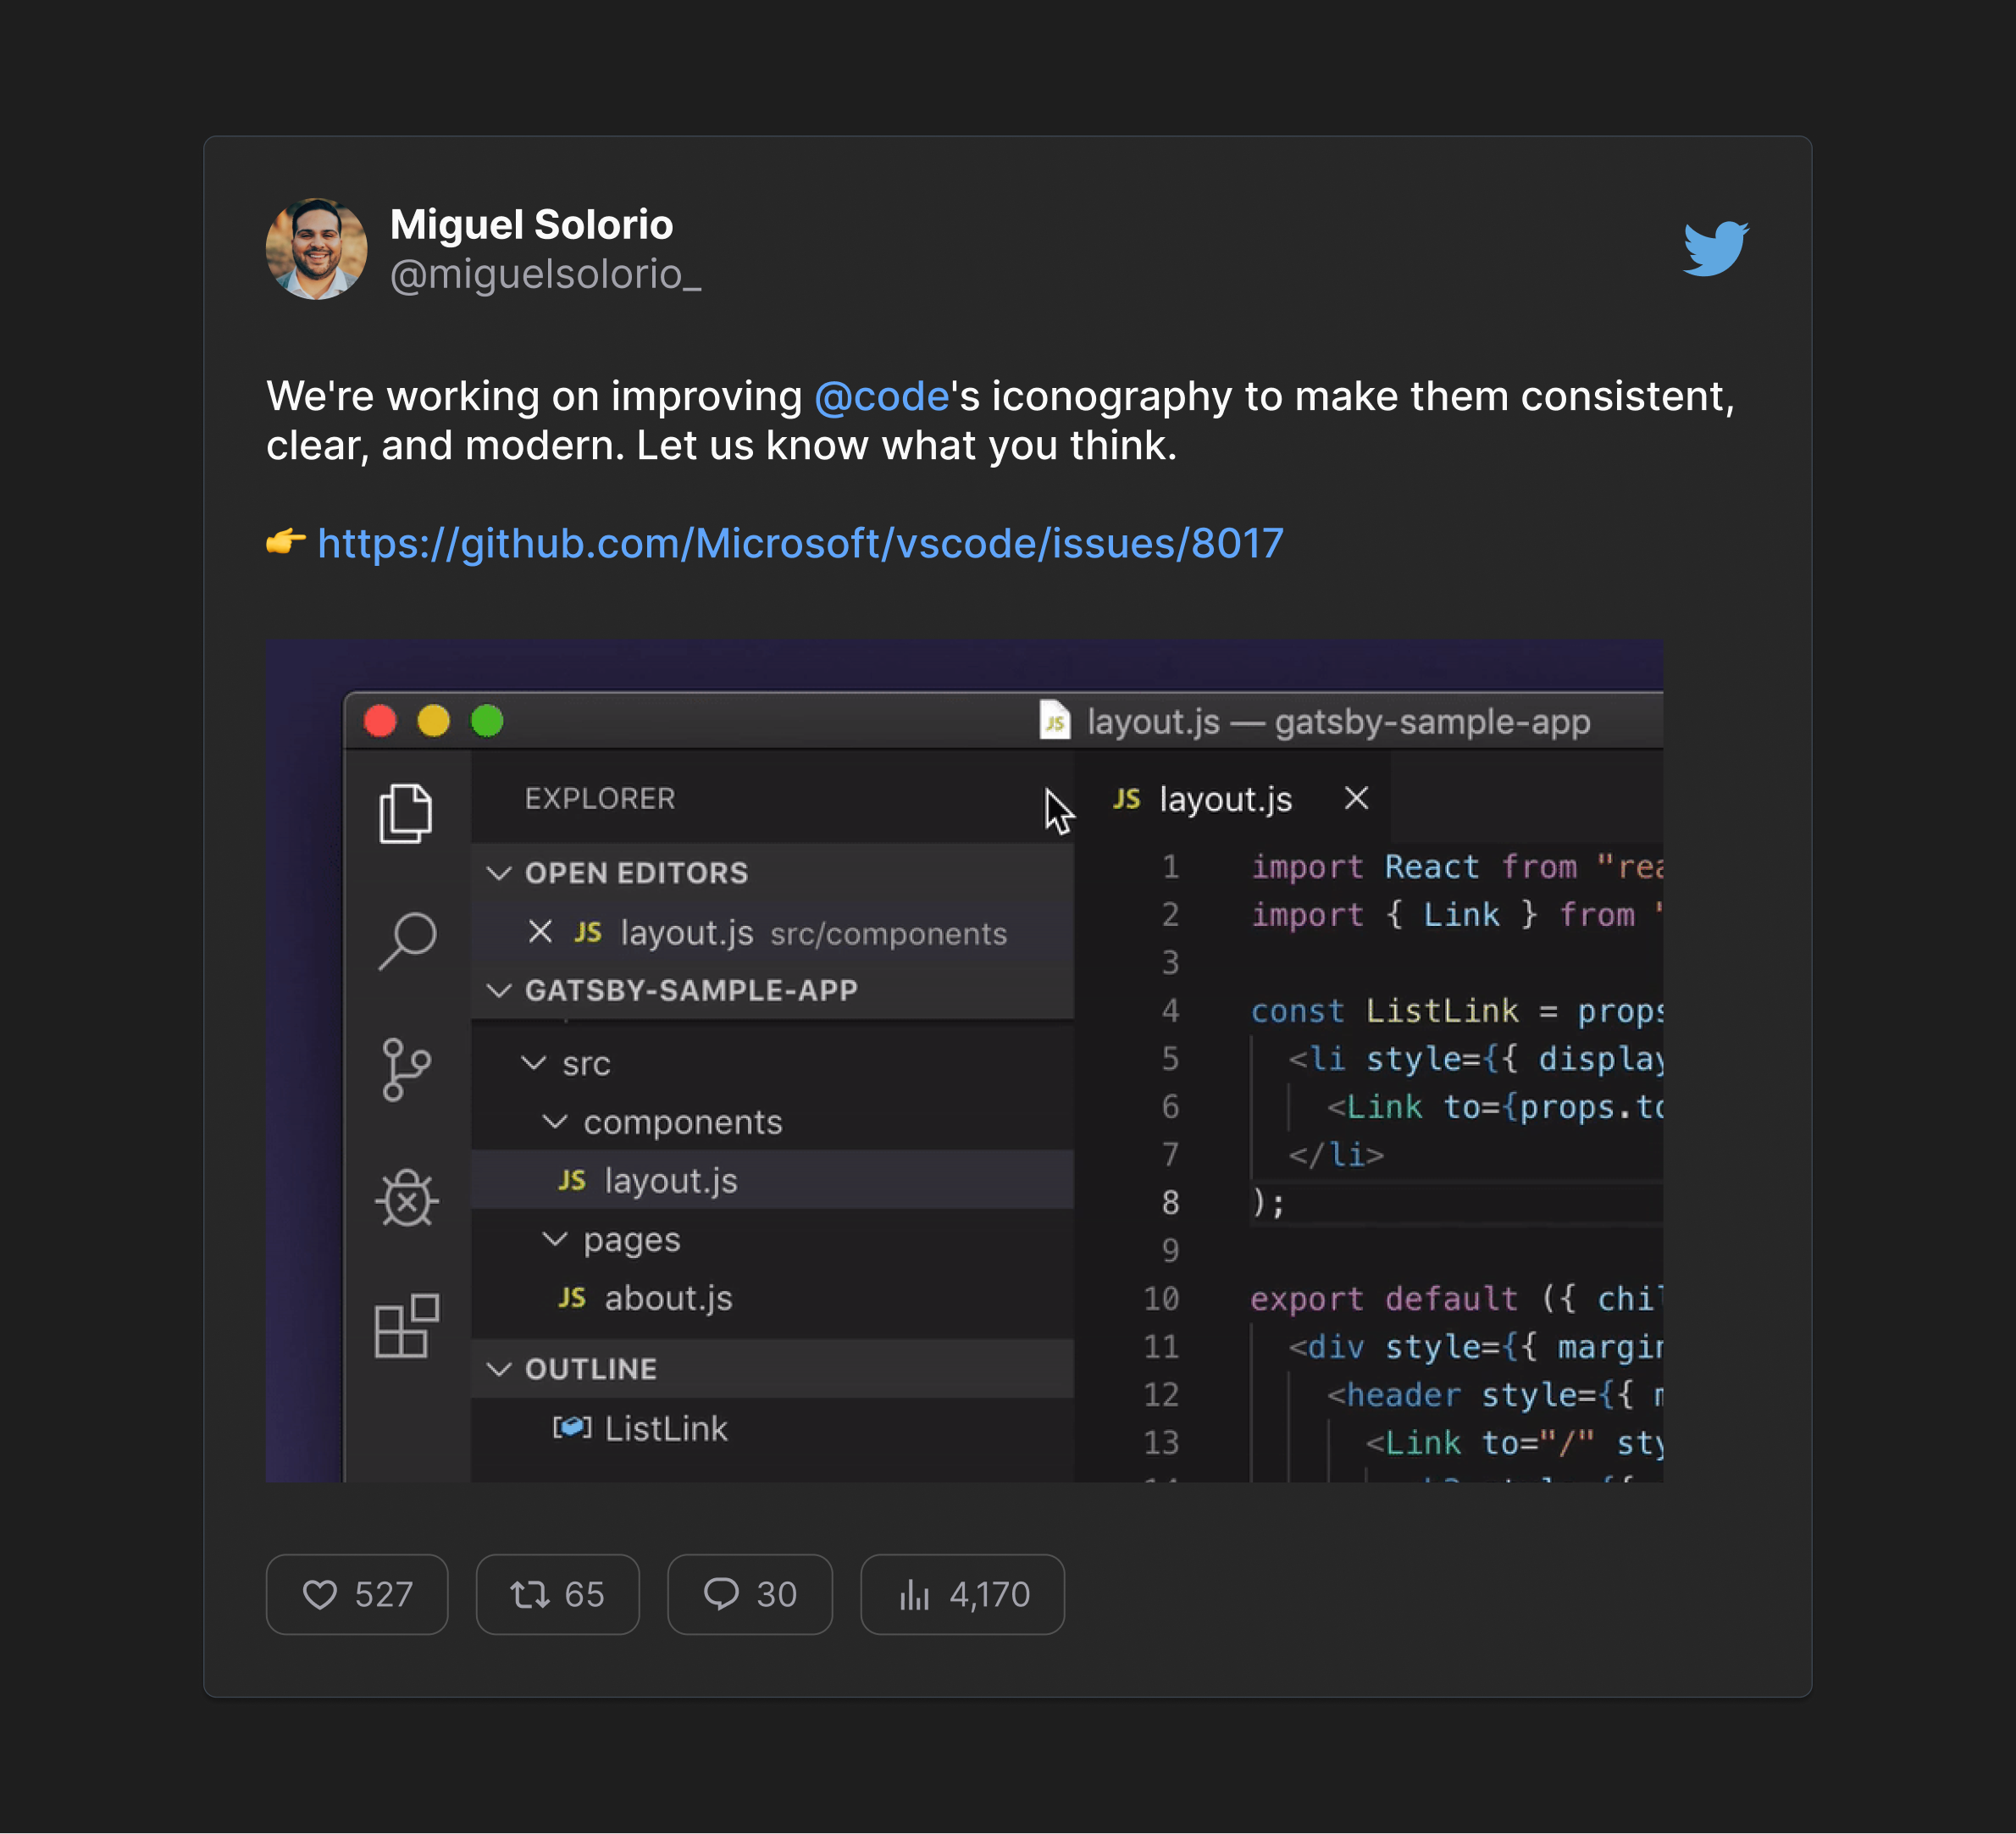 Miguel Solorio
@miguelsolorio_
We're working on improving @code's iconography to make them consistent,
clear, and modern. Let us know what you think.
👉 https://github.com/Microsoft/vscode/issues/8017
JS layout.js — gatsby-sample-app
EXPLORER
OPEN EDITORS
JS layout.js src/components
GATSBY-SAMPLE-APP
src
components
JS layout.js
pages
JS about.js
OUTLINE
ListLink
JS layout.js
1 import React from "rea
2 import { Link } from "
3
4 const ListLink = props
5 <li style={{ display
6 <Link to={props.to
7 </li>
8 );
9
10 export default ({ chil
11 <div style={{ margin
12 <header style={{ m
13 <Link to="/" sty
527
65
30
4,170